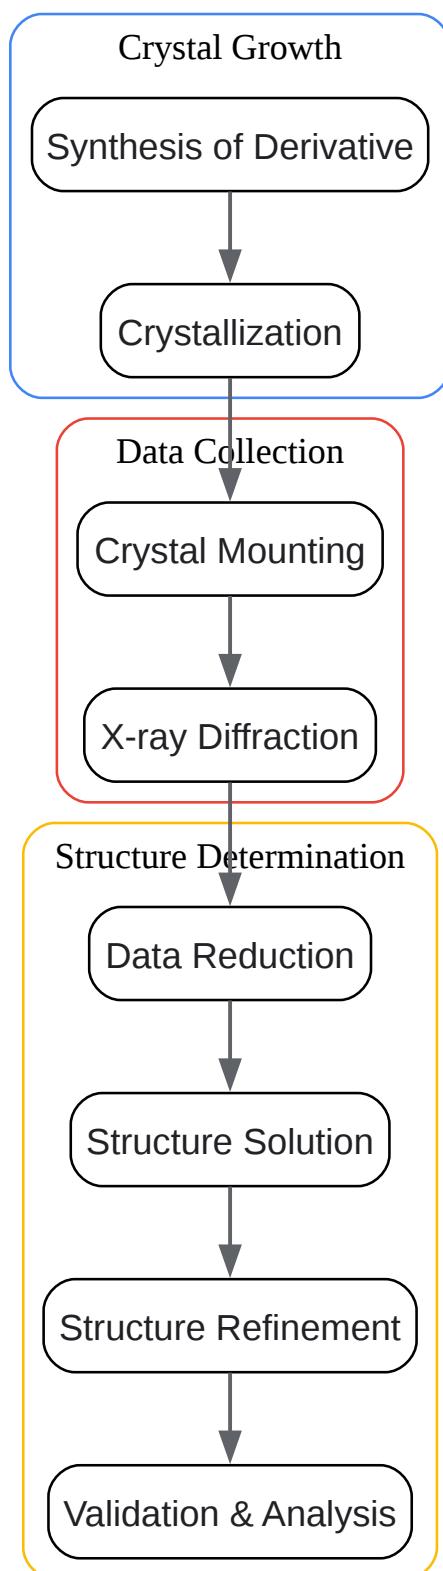 Crystal Growth
Synthesis of Derivative
Crystallization
Data Collection
Crystal Mounting
X-ray Diffraction
Structure Determination
Data Reduction
Structure Solution
Structure Refinement
Validation & Analysis